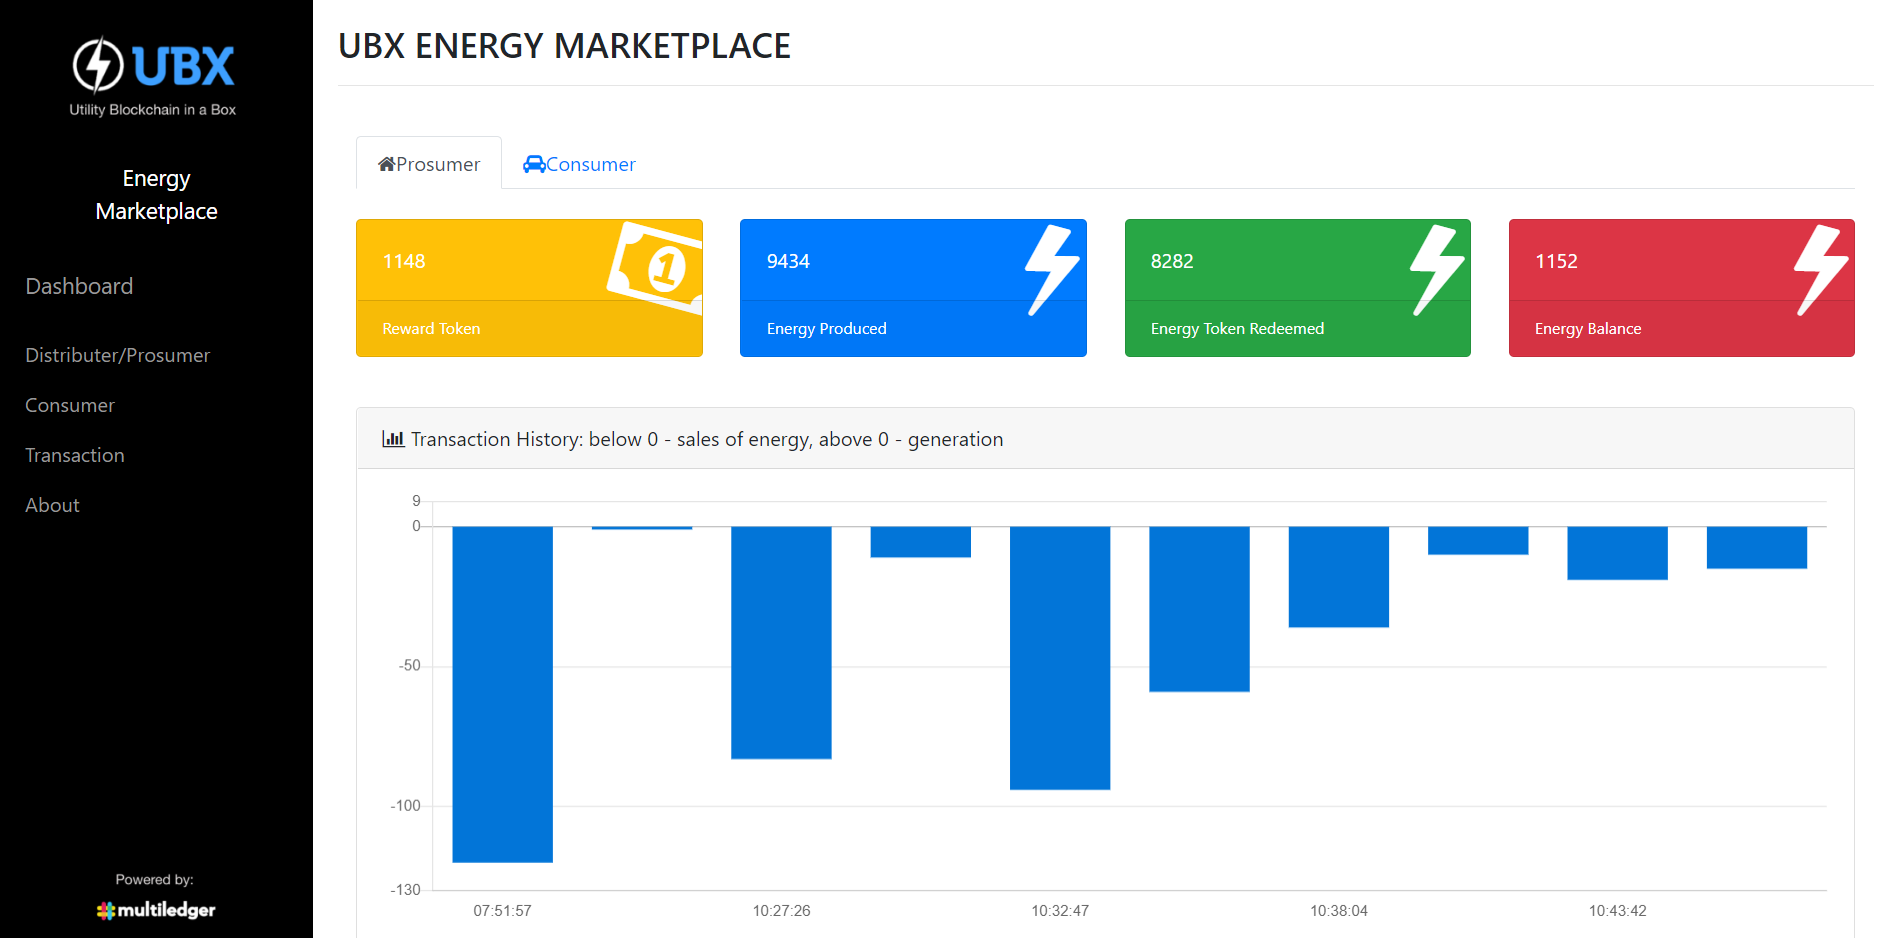 UBX
Utility Blockchain in a Box
Energy
Marketplace
Dashboard
Distributer/Prosumer
Consumer
Transaction
About
Powered by:
multiledger
UBX ENERGY MARKETPLACE
Prosumer
Consumer
1148
Reward Token
1
9434
Energy Produced
8282
Energy Token Redeemed
1152
Energy Balance
Transaction History: below 0 - sales of energy, above 0 - generation
9
0
-50
-100
-130
07:51:57
10:27:26
10:32:47
10:38:04
10:43:42